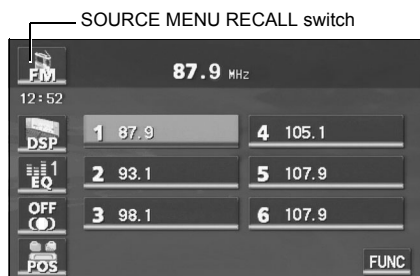 SOURCE MENU RECALL switch
FM
87.9 MHz
12:52
DSP
1 87.9
4 105.1
EQ 1
2 93.1
5 107.9
OFF
3 98.1
6 107.9
POS
FUNC